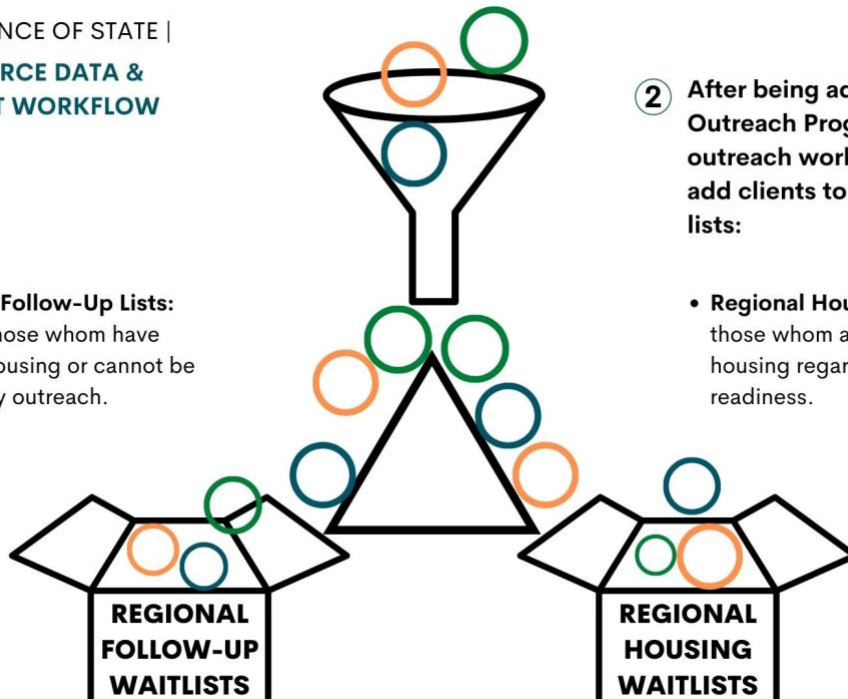 NCE OF STATE |
RCE DATA &
T WORKFLOW
2
After being ad
Outreach Prog
outreach worl
add clients to
lists:
Follow-Up Lists:
hose whom have
ousing or cannot be
y outreach.
• Regional Hou
those whom a
housing regar
readiness.
REGIONAL
FOLLOW-UP
WAITLISTS
REGIONAL
HOUSING
WAITLISTS